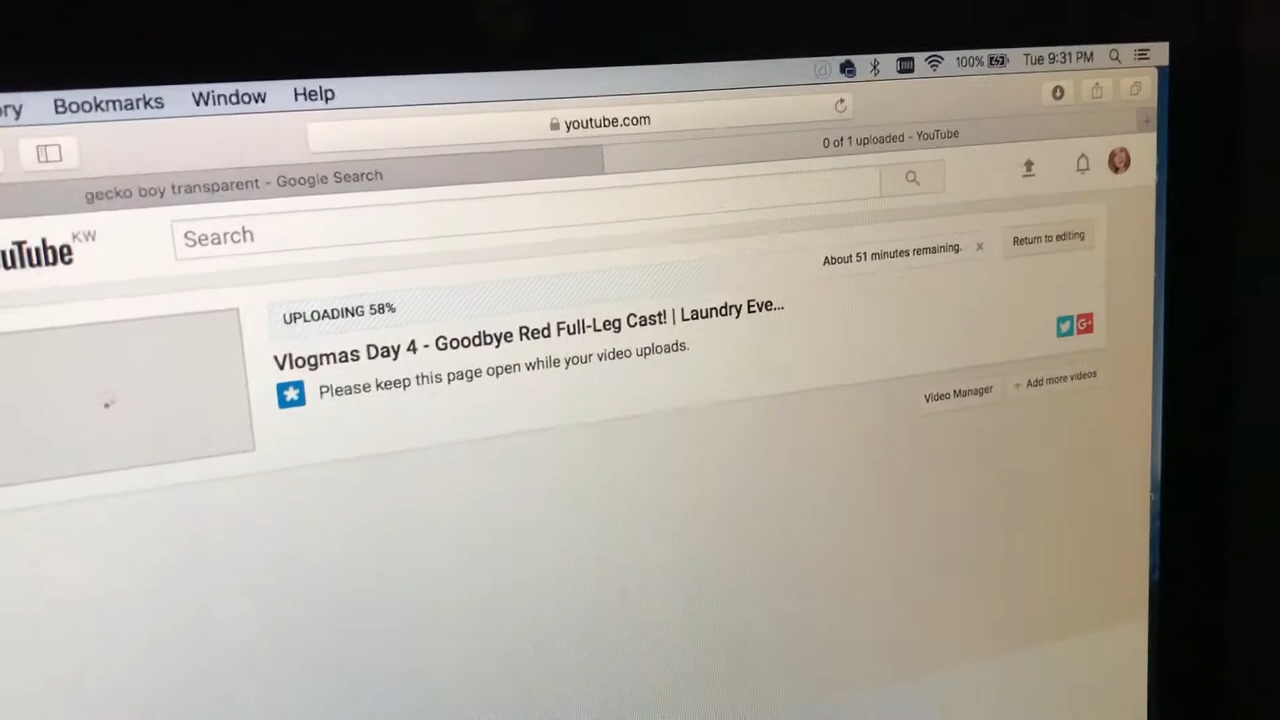 Bookmarks Window Help 100% Tue 9:31 PM
youtube.com
0 of 1 uploaded - YouTube
gecko boy transparent - Google Search
uTube KW
Search
About 51 minutes remaining. × Return to editing
UPLOADING 58%
Vlogmas Day 4 - Goodbye Red Full-Leg Cast! | Laundry Eve...
G+
Please keep this page open while your video uploads.
Video Manager + Add more videos